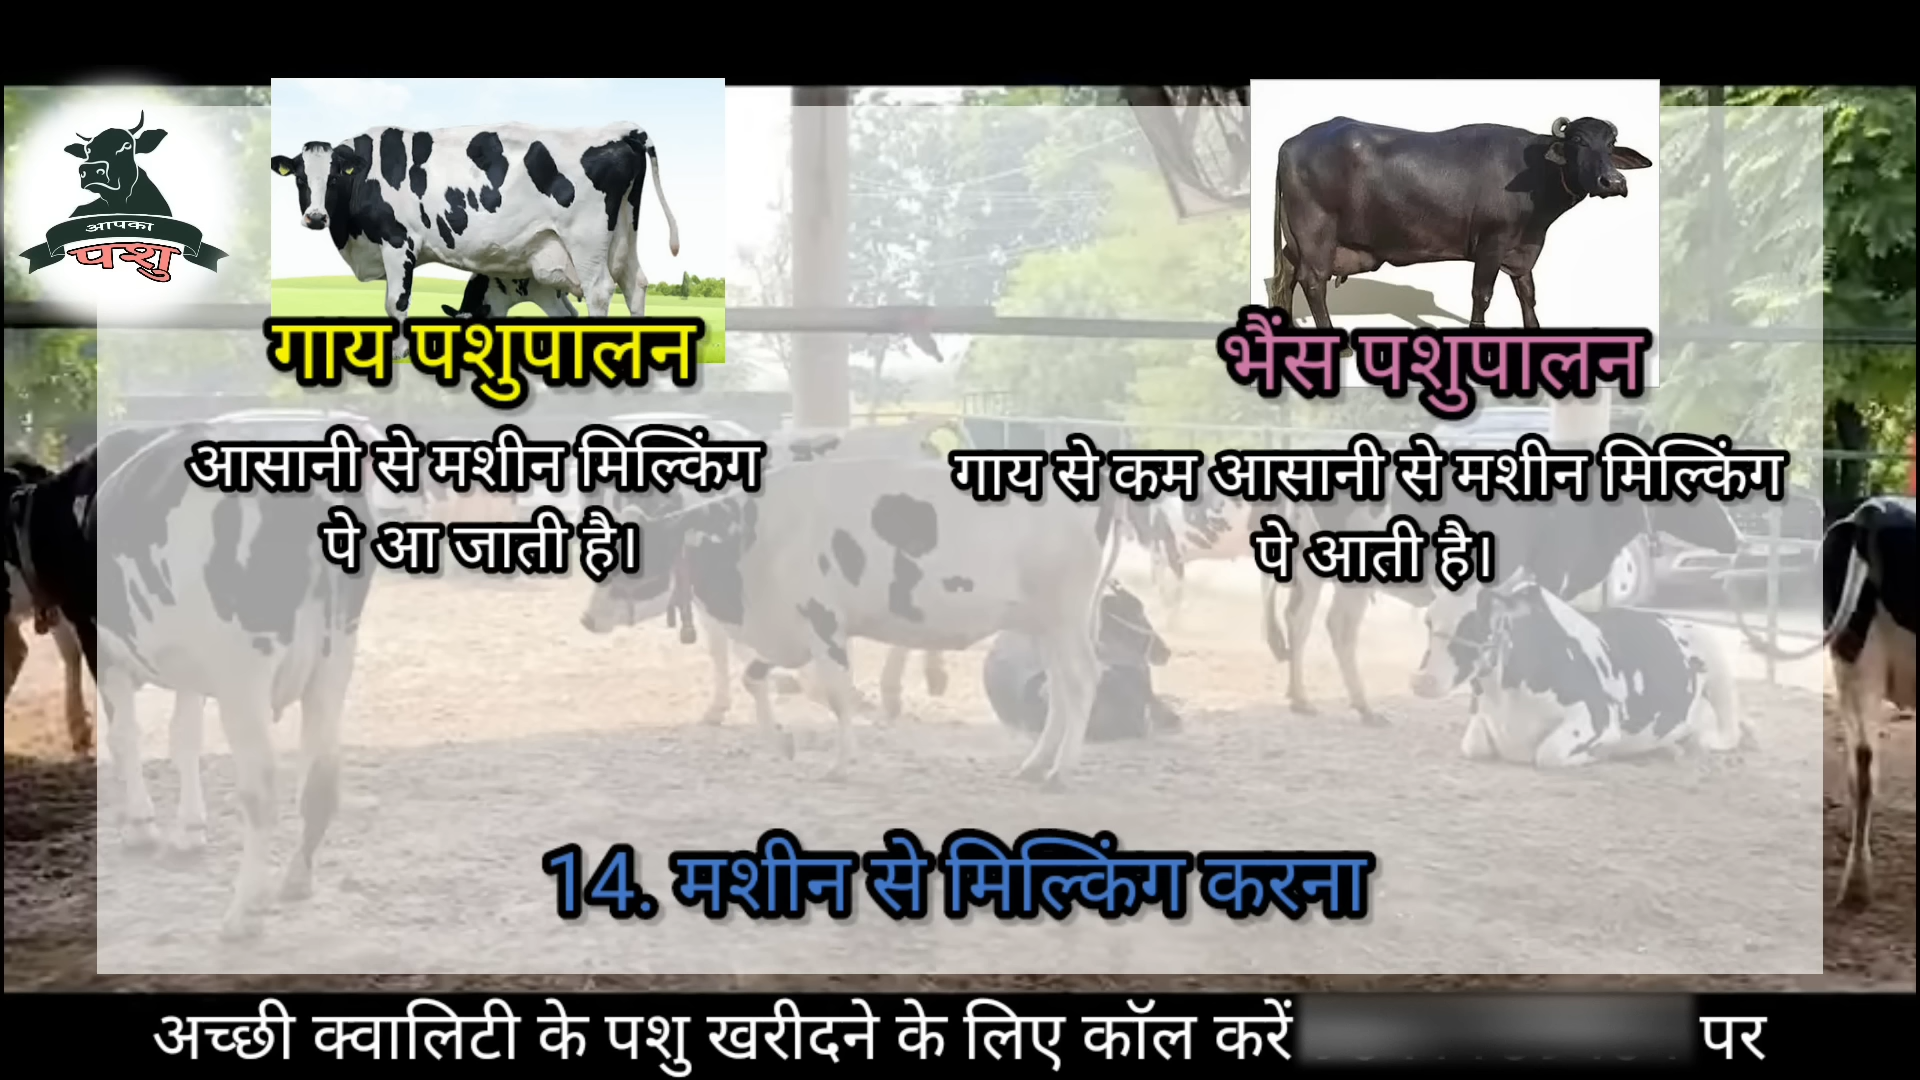 आपका
पशु
गाय पशुपालन
आसानी से मशीन मिल्किंग
पे आ जाती है।
भैंस पशुपालन
गाय से कम आसानी से मशीन मिल्किंग
पे आती है।
14. मशीन से मिल्किंग करना
अच्छी क्वालिटी के पशु खरीदने के लिए कॉल करें पर